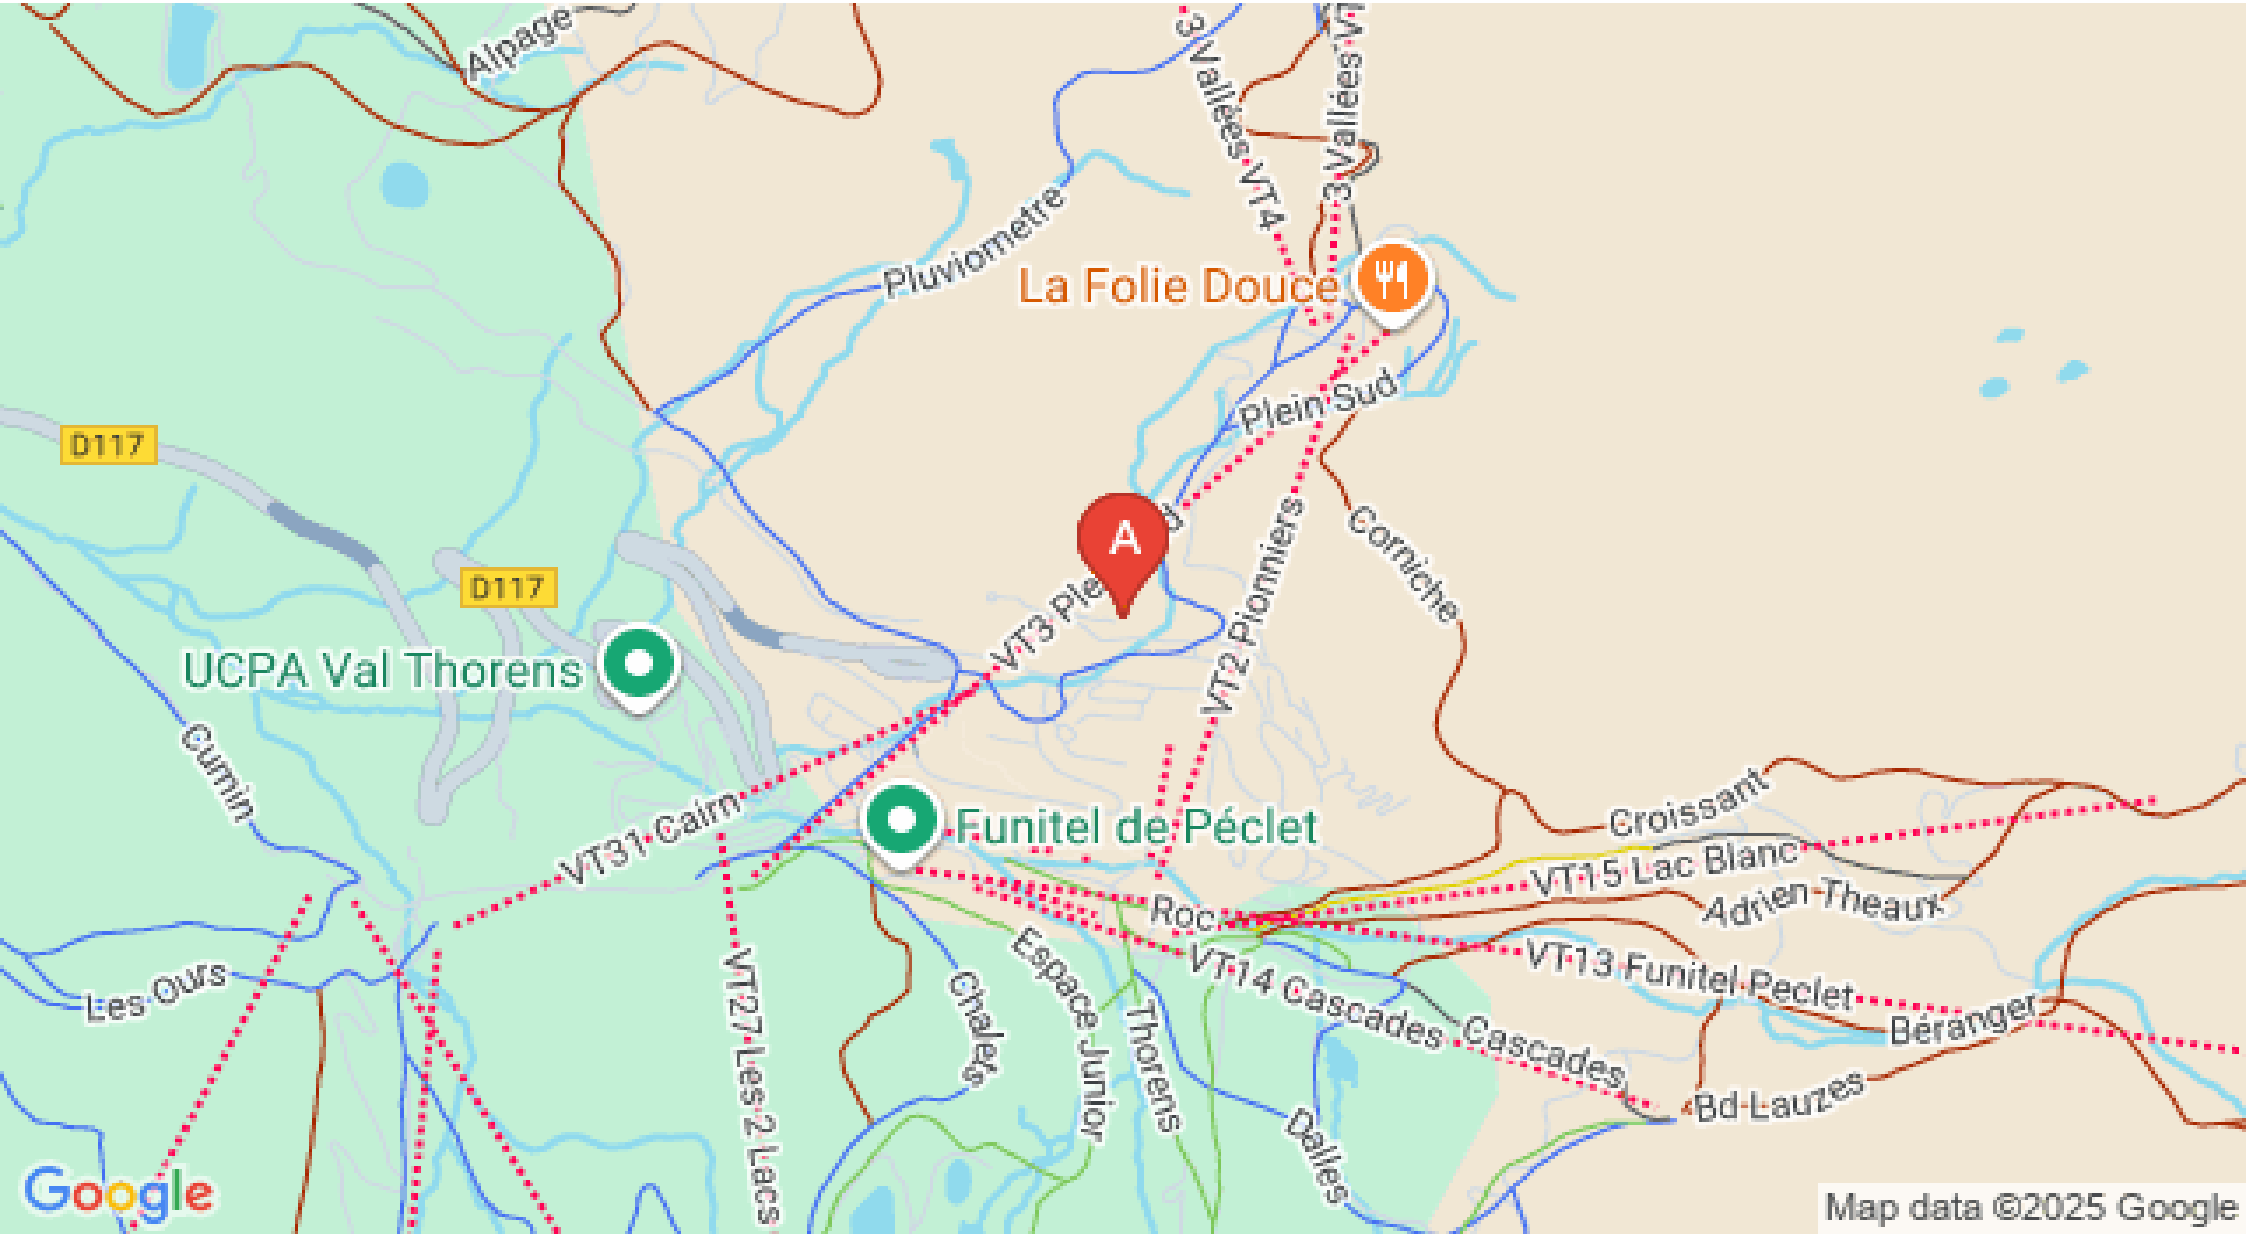 Alpage
3 Vallées VT4
3 Vallées VT
Pluviometre
La Folie Douce
Plein Sud
D117
D117
A
VT3 Ple
d
VT2 Pionniers
Corniche
UCPA Val Thorens
Cumin
VT31 Cairn
Funitel de Péclet
Croissant
VT15 Lac Blanc
Adrien Theaux
Roc
VT13 Funitel Peclet
VT14 Cascades
Cascades
Béranger
Bd Lauzes
Les Ours
VT27 Les 2 Lacs
Chalets
Espace Junior
Thorens
Dalles
Google
Map data ©2025 Google